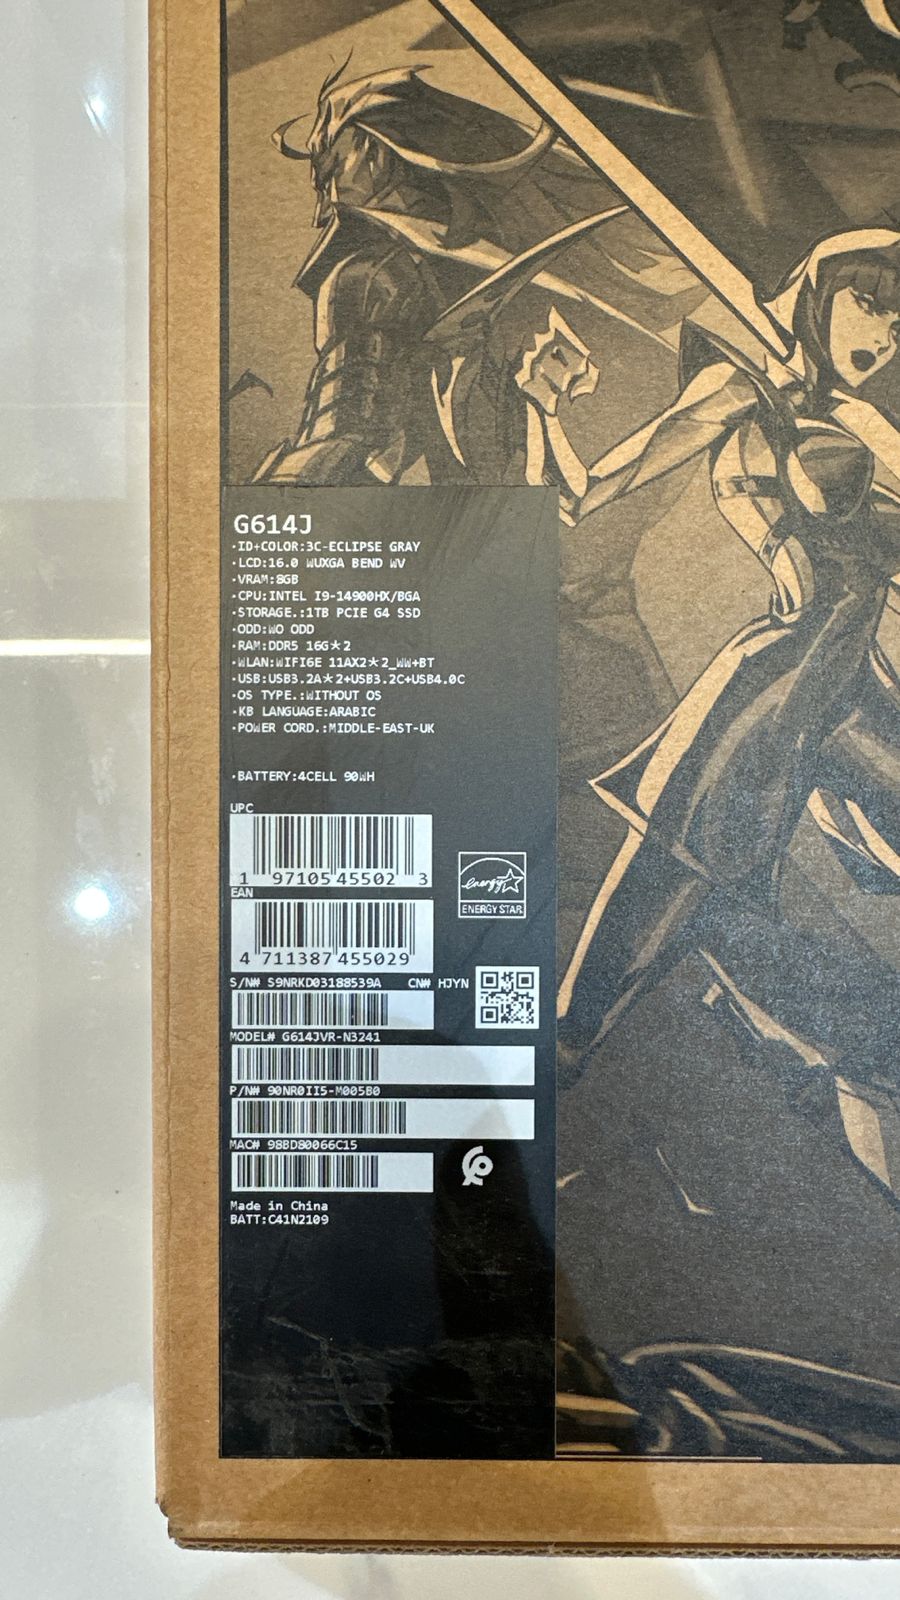 G614J
·ID+COLOR:3C-ECLIPSE GRAY
·LCD:16.0 WUXGA BEND WV
·VRAM:8GB
·CPU:INTEL I9-14900HX/BGA
·STORAGE.:1TB PCIE G4 SSD
·ODD:WO ODD
·RAM:DDR5 16G*2
·WLAN:WIFI6E 11AX2*2_WW+BT
·USB:USB3.2A*2+USB3.2C+USB4.0C
·OS TYPE.:WITHOUT OS
·KB LANGUAGE:ARABIC
·POWER CORD.:MIDDLE-EAST-UK
·BATTERY:4CELL 90WH
UPC
1 97105 45502 3
EAN
4 711387 455029
energy
ENERGY STAR
S/N# S9NRKD03188539A CN# HJYN
MODEL# G614JVR-N3241
P/N# 90NR0II5-M005B0
MAC# 98BD80066C15
Made in China
BATT:C41N2109